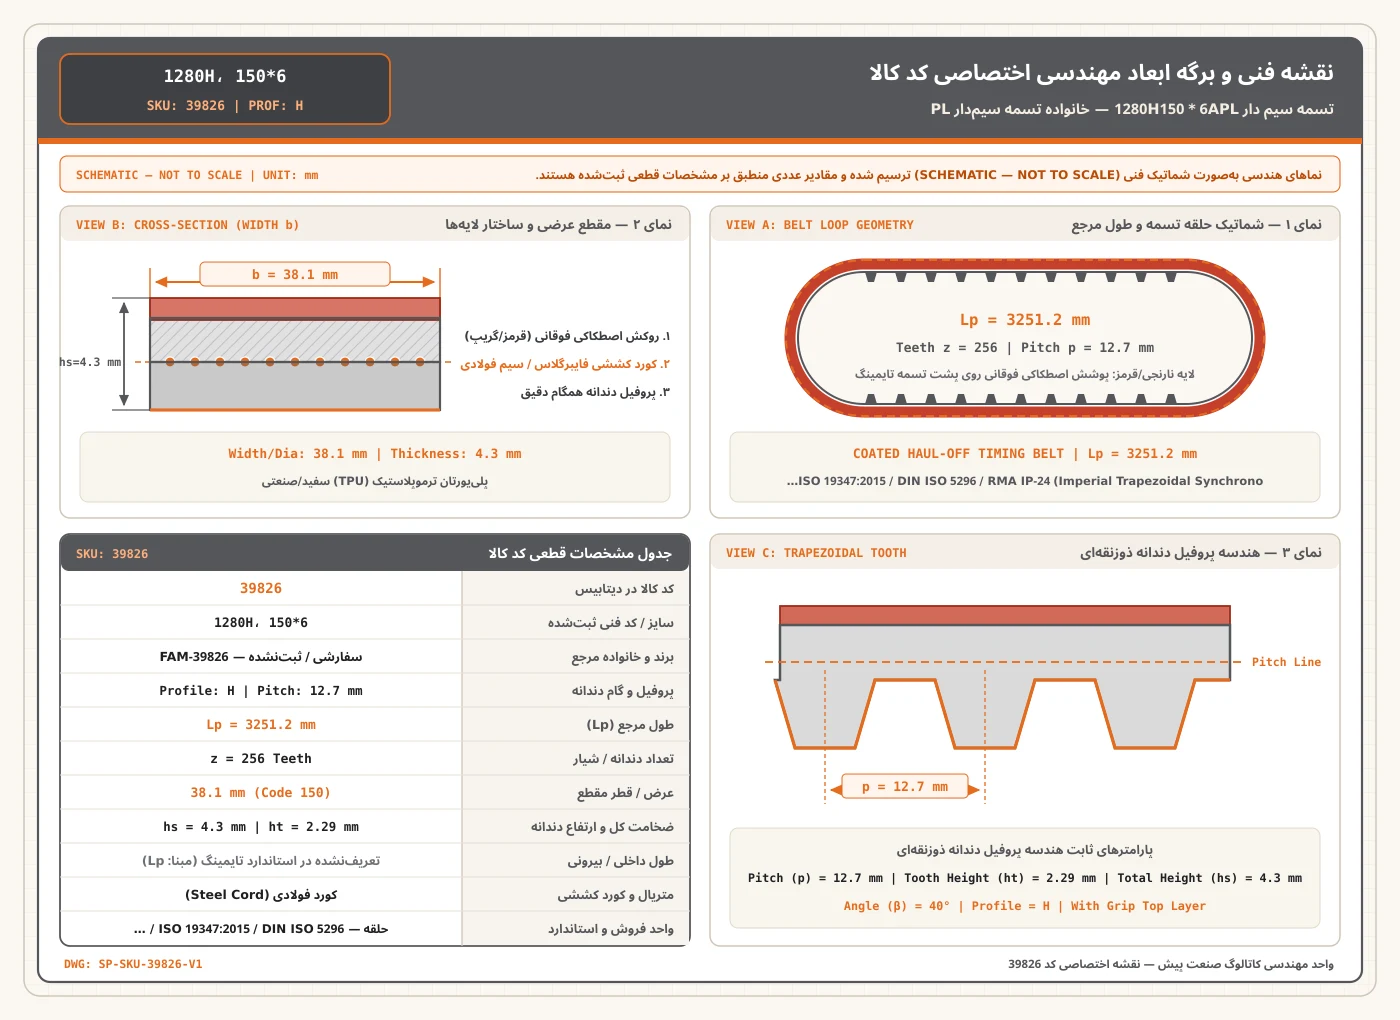 نقشه فنی و برگه ابعاد مهندسی اختصاصی کد کالا
تسمه سیم دار 1280H150 * 6APL — خانواده تسمه سیم‌دار PL
1280H، 150*6
SKU: 39826 | PROF: H
نماهای هندسی به‌صورت شماتیک فنی (SCHEMATIC — NOT TO SCALE) ترسیم شده و مقادیر عددی منطبق بر مشخصات قطعی ثبت‌شده هستند.
SCHEMATIC — NOT TO SCALE | UNIT: mm
نمای ۱ — شماتیک حلقه تسمه و طول مرجع
VIEW A: BELT LOOP GEOMETRY
Lp = 3251.2 mm
Teeth z = 256 | Pitch p = 12.7 mm
لایه نارنجی/قرمز: پوشش اصطکاکی فوقانی روی پشت تسمه تایمینگ
COATED HAUL-OFF TIMING BELT | Lp = 3251.2 mm
ISO 19347:2015 / DIN ISO 5296 / RMA IP-24 (Imperial Trapezoidal Synchrono...
نمای ۲ — مقطع عرضی و ساختار لایه‌ها
VIEW B: CROSS-SECTION (WIDTH b)
b = 38.1 mm
hs=4.3 mm
۱. روکش اصطکاکی فوقانی (قرمز/گریپ)
۲. کورد کششی فایبرگلاس / سیم فولادی
۳. پروفیل دندانه همگام دقیق
Width/Dia: 38.1 mm | Thickness: 4.3 mm
پلی‌یورتان ترموپلاستیک (TPU) سفید/صنعتی
نمای ۳ — هندسه پروفیل دندانه ذوزنقه‌ای
VIEW C: TRAPEZOIDAL TOOTH
Pitch Line
p = 12.7 mm
پارامترهای ثابت هندسه پروفیل دندانه ذوزنقه‌ای
Pitch (p) = 12.7 mm | Tooth Height (ht) = 2.29 mm | Total Height (hs) = 4.3 mm
Angle (β) = 40° | Profile = H | With Grip Top Layer
جدول مشخصات قطعی کد کالا
SKU: 39826
کد کالا در دیتابیس
39826
سایز / کد فنی ثبت‌شده
1280H، 150*6
برند و خانواده مرجع
سفارشی / ثبت‌نشده — FAM-39826
پروفیل و گام دندانه
Profile: H | Pitch: 12.7 mm
طول مرجع (Lp)
Lp = 3251.2 mm
تعداد دندانه / شیار
z = 256 Teeth
عرض / قطر مقطع
38.1 mm (Code 150)
ضخامت کل و ارتفاع دندانه
hs = 4.3 mm | ht = 2.29 mm
طول داخلی / بیرونی
تعریف‌نشده در استاندارد تایمینگ (مبنا: Lp)
متریال و کورد کششی
کورد فولادی (Steel Cord)
واحد فروش و استاندارد
حلقه — ISO 19347:2015 / DIN ISO 5296 / ...
واحد مهندسی کاتالوگ صنعت پیش — نقشه اختصاصی کد 39826
DWG: SP-SKU-39826-V1